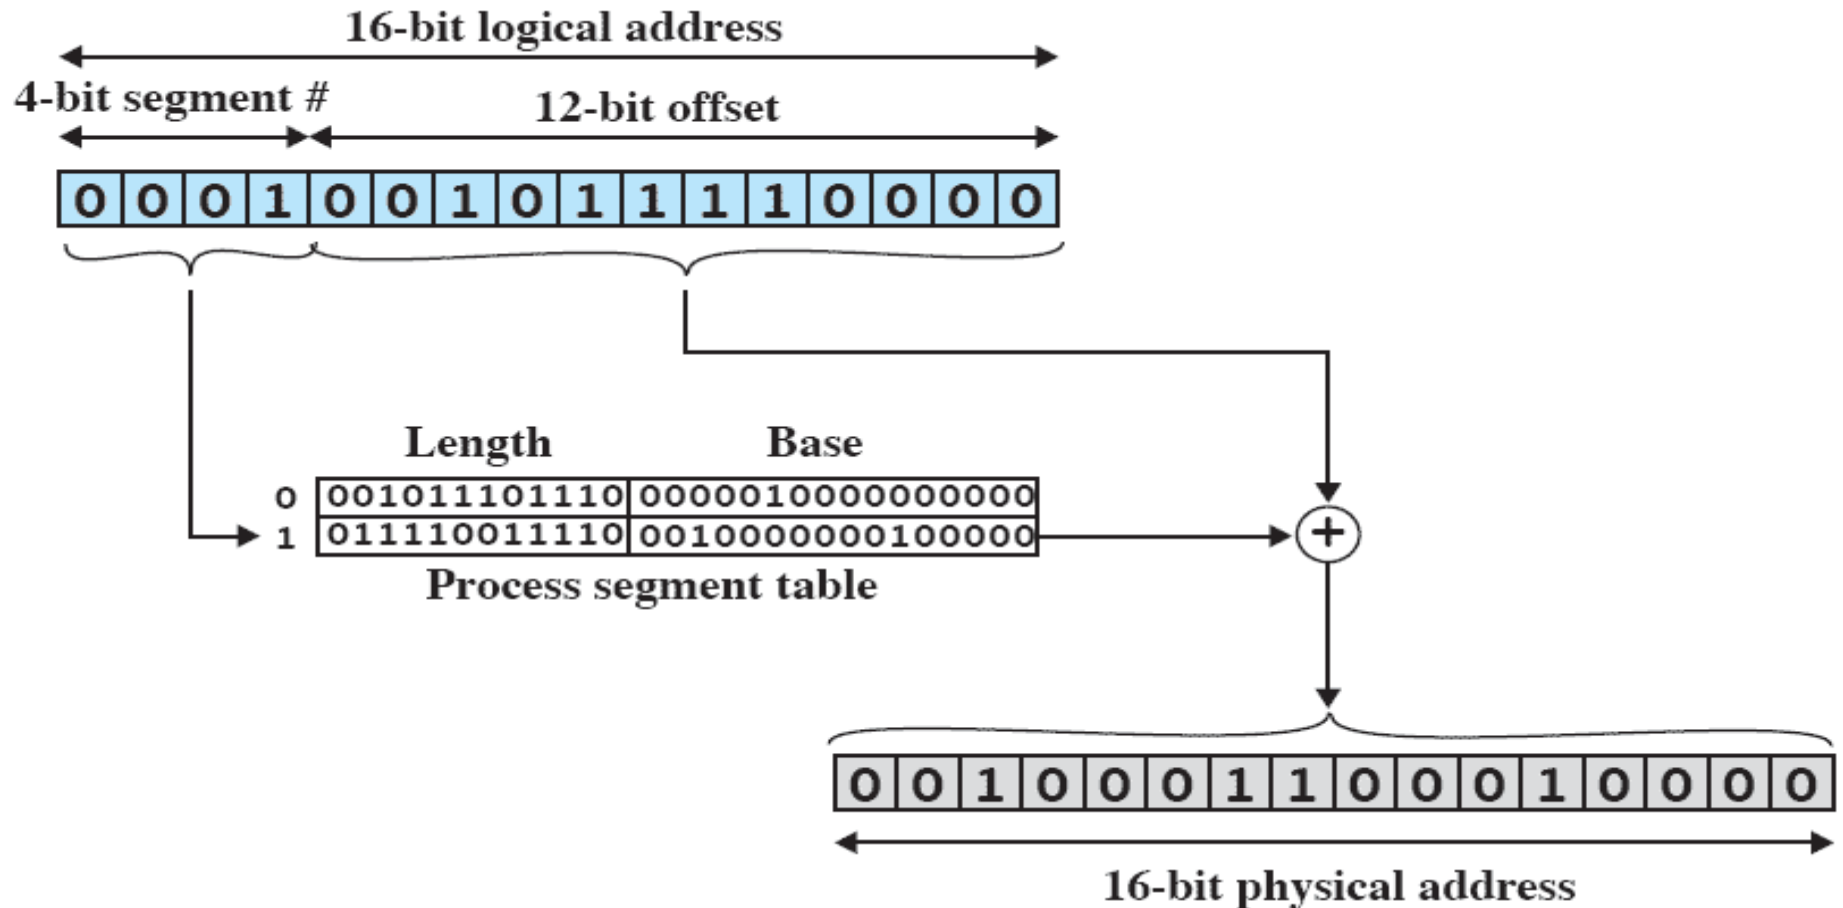 16-bit logical address
4-bit segment #
12-bit offset
0 0 0 1 0 0 1 0 1 1 1 1 0 0 0 0
Length Base
0 001011101110 0000010000000000
1 011110011110 0010000000100000
+
Process segment table
0 0 1 0 0 0 1 1 0 0 0 1 0 0 0 0
16-bit physical address